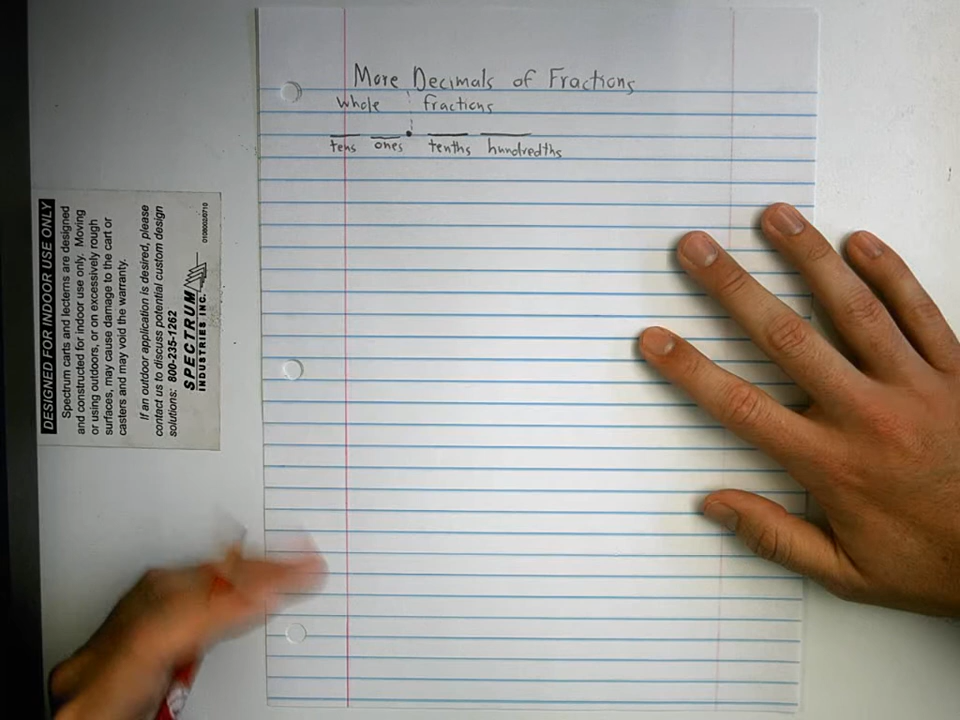 More Decimals of Fractions
whole fractions
tens ones . tenths hundredths
DESIGNED FOR INDOOR USE ONLY
Spectrum carts and lecterns are designed
and constructed for indoor use only. Moving
or using outdoors, or on excessively rough
surfaces, may cause damage to the cart or
casters and may void the warranty.
If an outdoor application is desired, please
contact us to discuss potential custom design
solutions: 800-235-1262
SPECTRUM
INDUSTRIES INC.